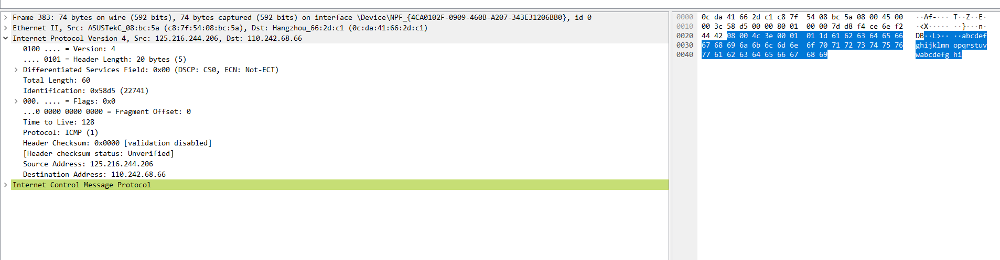 Frame 383: 74 bytes on wire (592 bits), 74 bytes captured (592 bits) on interface \Device\NPF_{4CA0102F-0909-460B-A207-343E31206BB0}, id 0
Ethernet II, Src: ASUSTekC_08:bc:5a (c8:7f:54:08:bc:5a), Dst: Hangzhou_66:2d:c1 (0c:da:41:66:2d:c1)
Internet Protocol Version 4, Src: 125.216.244.206, Dst: 110.242.68.66
0100 .... = Version: 4
.... 0101 = Header Length: 20 bytes (5)
Differentiated Services Field: 0x00 (DSCP: CS0, ECN: Not-ECT)
Total Length: 60
Identification: 0x58d5 (22741)
000. .... = Flags: 0x0
...0 0000 0000 0000 = Fragment Offset: 0
Time to Live: 128
Protocol: ICMP (1)
Header Checksum: 0x0000 [validation disabled]
[Header checksum status: Unverified]
Source Address: 125.216.244.206
Destination Address: 110.242.68.66
Internet Control Message Protocol
0000 0c da 41 66 2d c1 c8 7f 54 08 bc 5a 08 00 45 00 ··Af-··· T··Z··E·
0010 00 3c 58 d5 00 00 80 01 00 00 7d d8 f4 ce 6e f2 ·<X····· ··}···n·
0020 44 42 08 00 4c 3e 00 01 01 1d 61 62 63 64 65 66 DB··L>·· ··abcdef
0030 67 68 69 6a 6b 6c 6d 6e 6f 70 71 72 73 74 75 76 ghijklmn opqrstuv
0040 77 61 62 63 64 65 66 67 68 69 wabcdefg hi